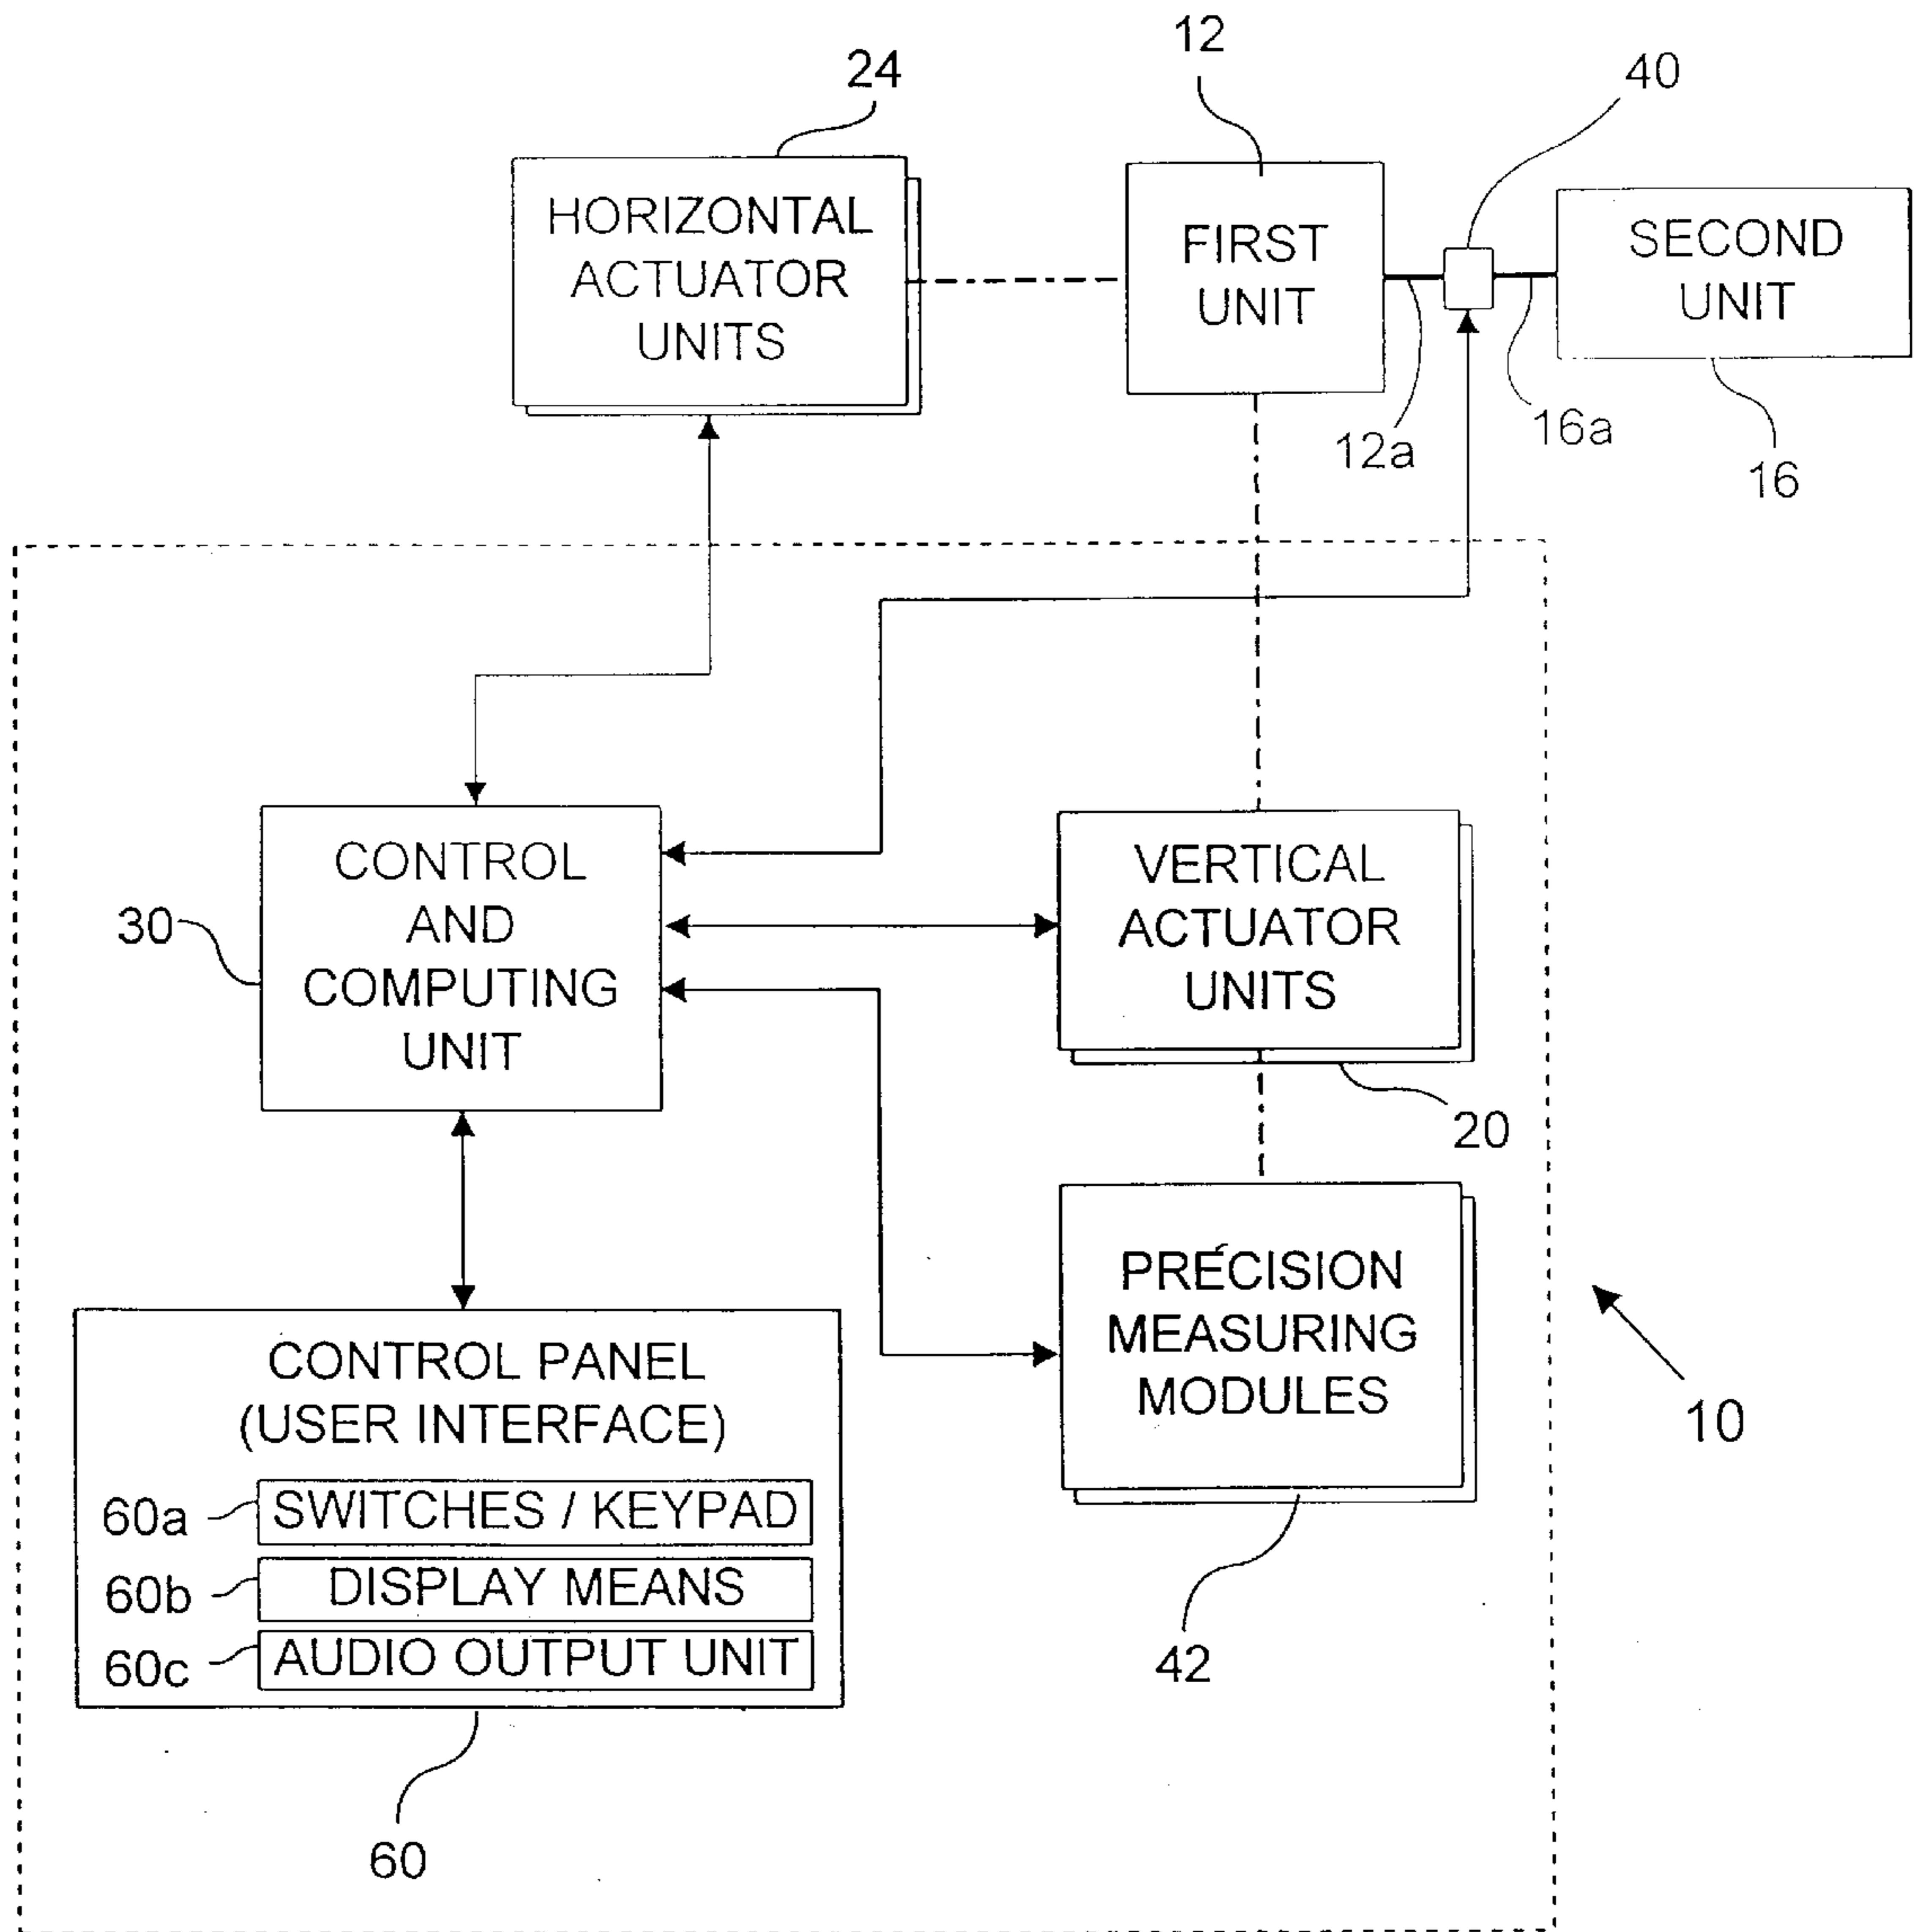 12
24
40
HORIZONTAL
ACTUATOR
UNITS
FIRST
UNIT
SECOND
UNIT
12a
16a
16
CONTROL
AND
COMPUTING
UNIT
30
VERTICAL
ACTUATOR
UNITS
20
PRECISION
MEASURING
MODULES
10
CONTROL PANEL
(USER INTERFACE)
60a
SWITCHES / KEYPAD
60b
DISPLAY MEANS
60c
AUDIO OUTPUT UNIT
42
60